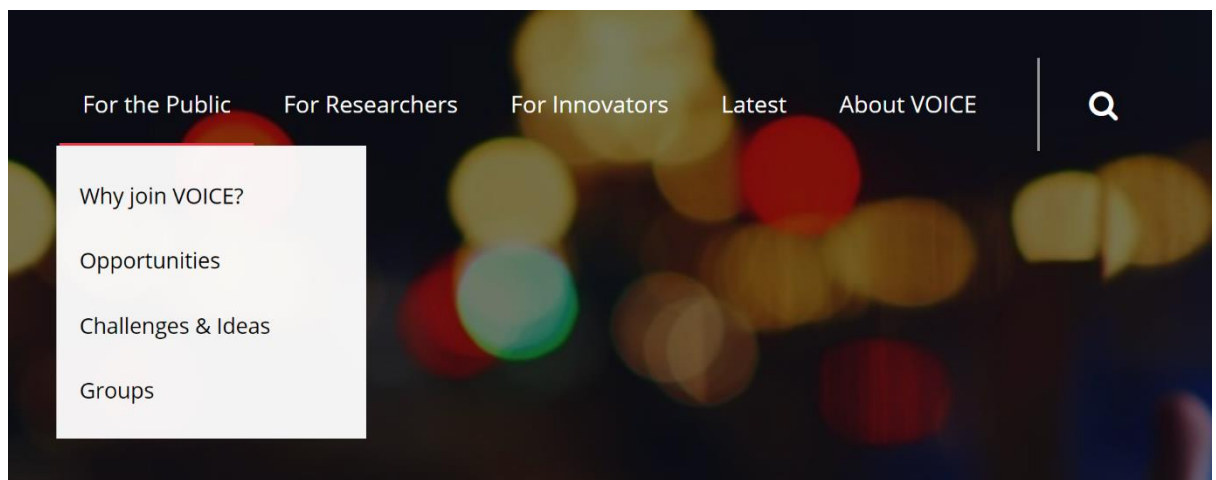 For the Public For Researchers For Innovators Latest About VOICE
Why join VOICE?
Opportunities
Challenges & Ideas
Groups